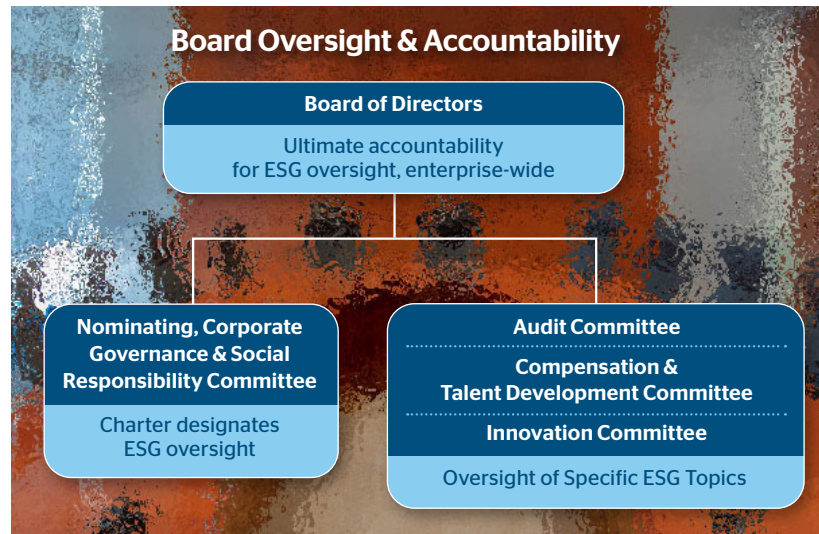 Board Oversight & Accountability
Board of Directors
Ultimate accountability
for ESG oversight, enterprise-wide
Nominating, Corporate
Governance & Social
Responsibility Committee
Charter designates
ESG oversight
Audit Committee
Compensation &
Talent Development Committee
Innovation Committee
Oversight of Specific ESG Topics